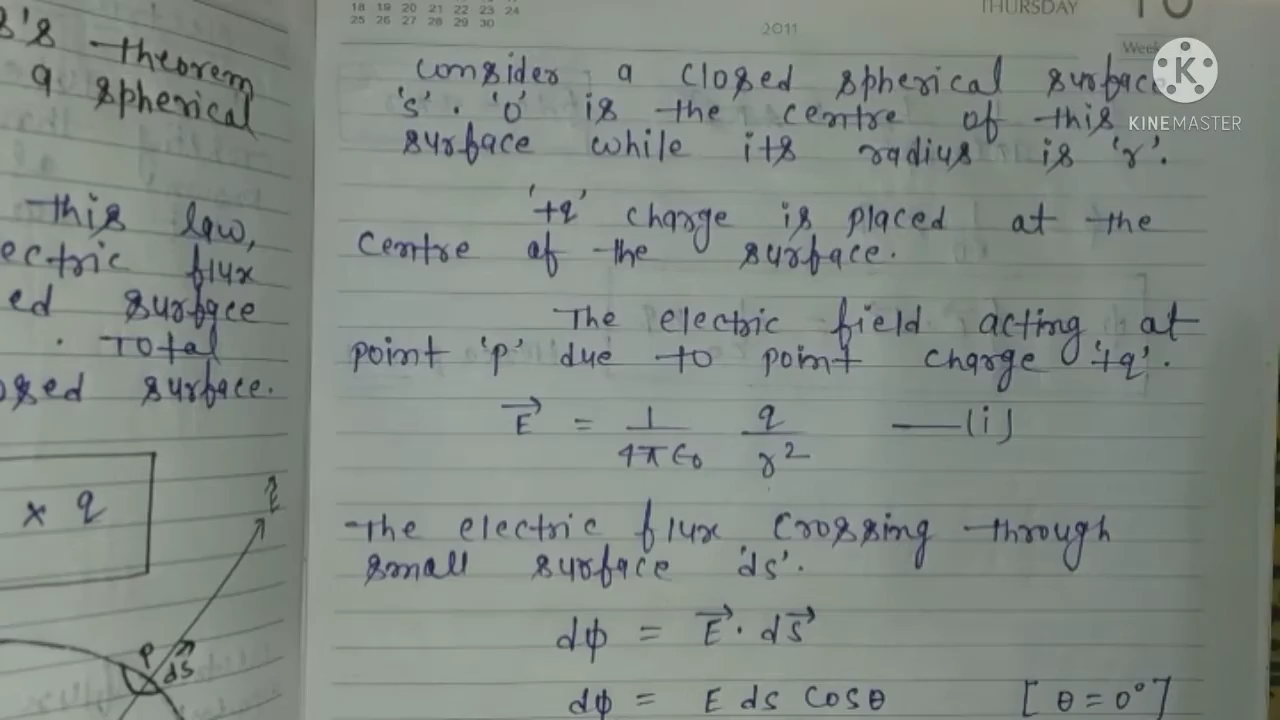 's theorem
a spherical
this law,
ectric flux
ed surface
. Total
osed surface.
x q
E
P
ds
18 19 20 21 22 23 24
25 26 27 28 29 30
2011
THURSDAY
Week
KINEMASTER
consider a closed spherical surface
's'. 'O' is the centre of this
surface while its radius is 'r'.
'+q' charge is placed at the
centre of the surface.
The electric field acting at
point 'p' due to point charge '+q'.
E⃗ = 1/4πε₀ q/r² —(i)
The electric flux crossing through
small surface 'ds'.
dφ = E⃗ . dS⃗
dφ = E ds cosθ [θ = 0°]